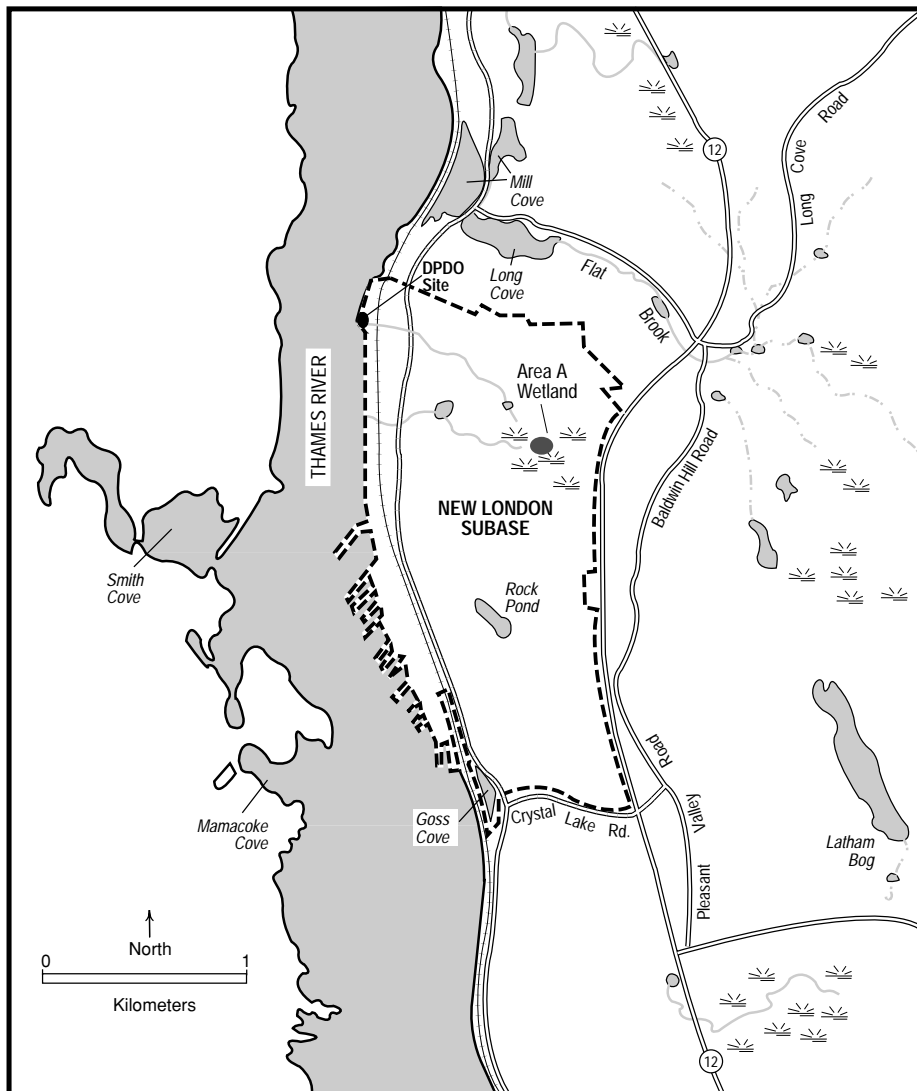 12
Long Cove Road
Mill
Cove
Long
Cove
Flat Brook
DPDO
Site
THAMES RIVER
Area A
Wetland
Baldwin Hill Road
NEW LONDON
SUBASE
Smith
Cove
Rock
Pond
Mamacoke
Cove
Goss
Cove
Crystal Lake Rd.
Pleasant Valley Road
Latham
Bog
North
0 1
Kilometers
12